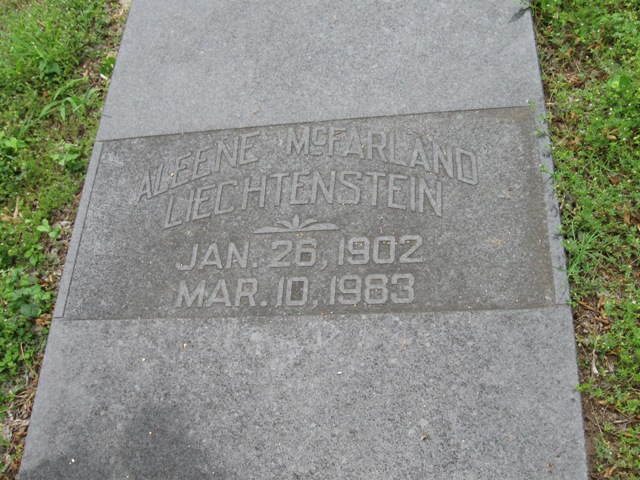 ALEENE McFARLAND
LIECHTENSTEIN
JAN. 26, 1902
MAR. 10, 1983